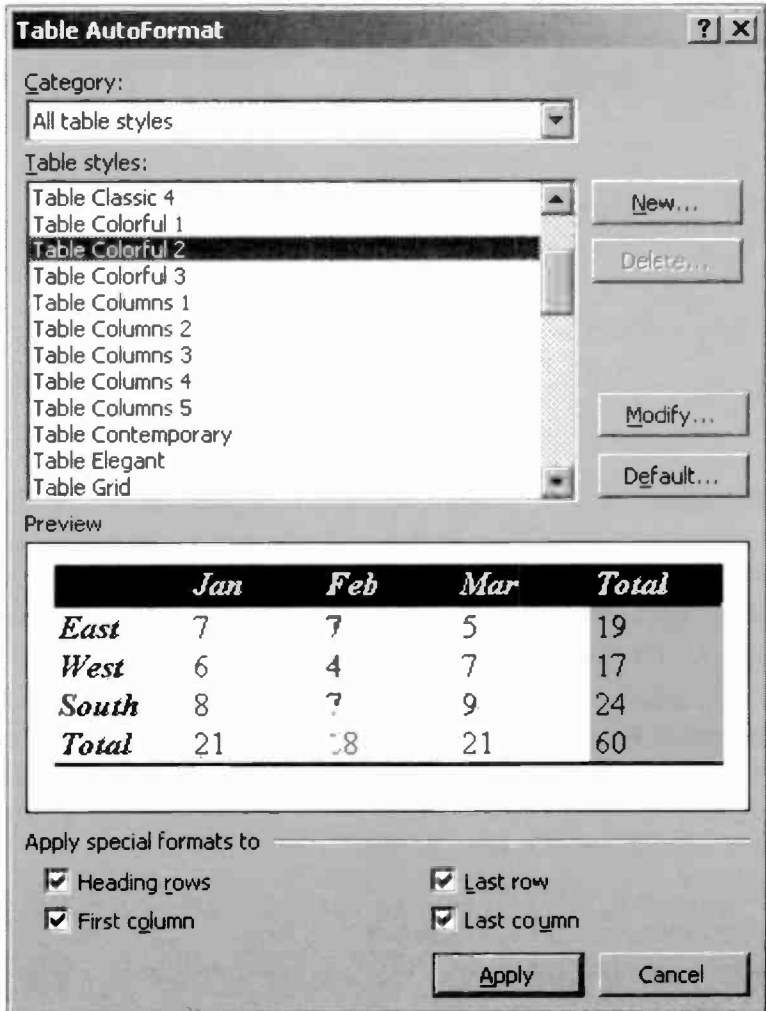 Table AutoFormat
Category:
All table styles
Table styles:
Table Classic 4
Table Colorful 1
Table Colorful 2
Table Colorful 3
Table Columns 1
Table Columns 2
Table Columns 3
Table Columns 4
Table Columns 5
Table Contemporary
Table Elegant
Table Grid
New...
Delete...
Modify...
Default...
Preview
Jan Feb Mar Total
East 7 7 5 19
West 6 4 7 17
South 8 7 9 24
Total 21 18 21 60
Apply special formats to
Heading rows
Last row
First column
Last column
Apply Cancel